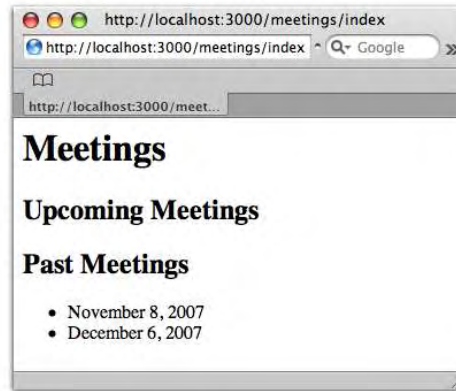 http://localhost:3000/meetings/index
http://localhost:3000/meetings/index Google
http://localhost:3000/meet...
Meetings
Upcoming Meetings
Past Meetings
• November 8, 2007
• December 6, 2007